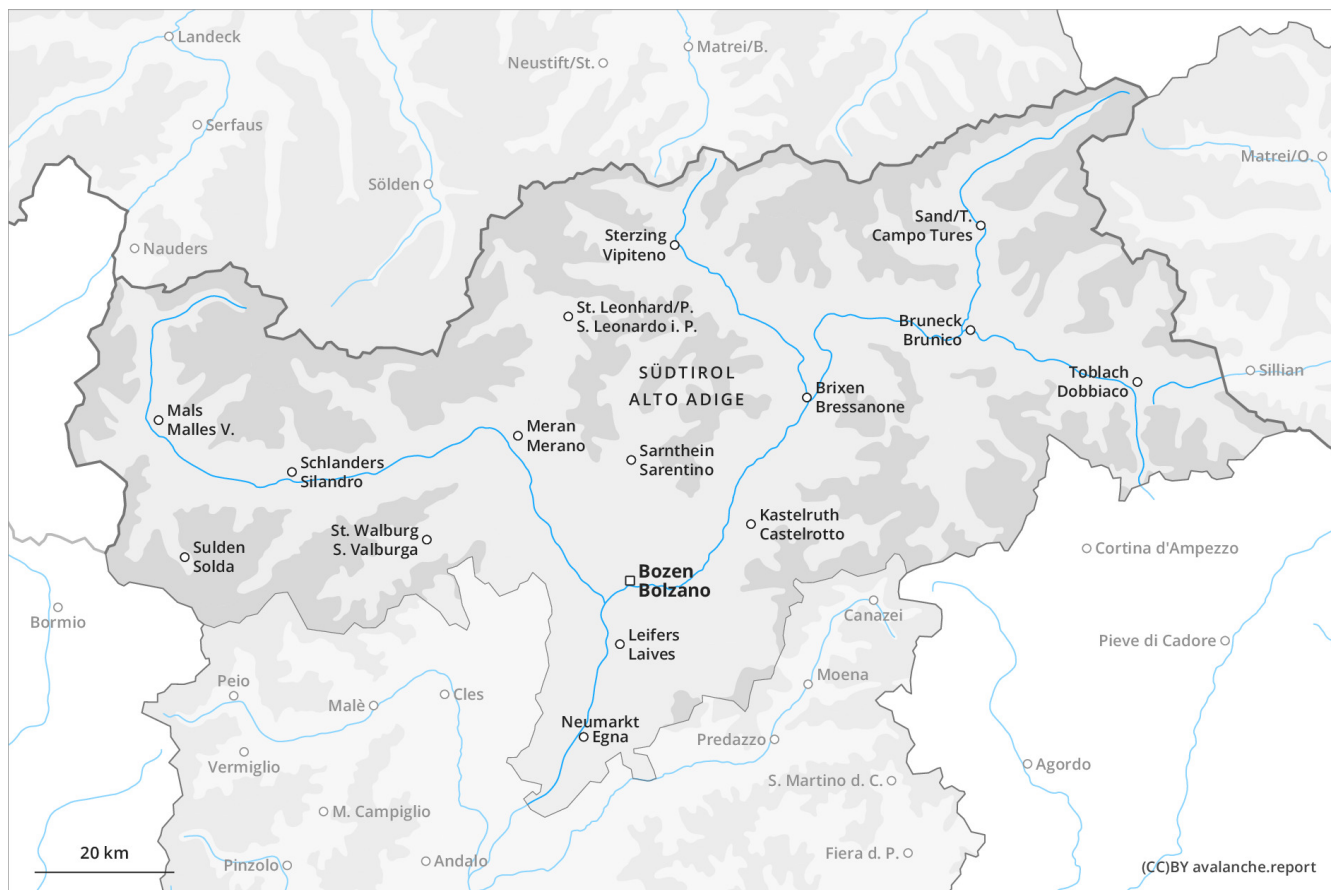 Landeck
Matrei/B.
Neustift/St.
Serfaus
Matrei/O.
Sölden
Sand/T.
Campo Tures
Sterzing
Vipiteno
Nauders
St. Leonhard/P.
S. Leonardo i. P.
Bruneck
Brunico
SÜDTIROL
ALTO ADIGE
Toblach
Dobbiaco
Sillian
Brixen
Bressanone
Mals
Malles V.
Meran
Merano
Schlanders
Silandro
Sarnthein
Sarentino
Kastelruth
Castelrotto
St. Walburg
S. Valburga
Sulden
Solda
Cortina d'Ampezzo
Bozen
Bolzano
Bormio
Canazei
Leifers
Laives
Pieve di Cadore
Peio
Malè
Cles
Moena
Neumarkt
Egna
Predazzo
Vermiglio
Agordo
S. Martino d. C.
M. Campiglio
20 km
Pinzolo
Andalo
Fiera d. P.
(CC)BY avalanche.report